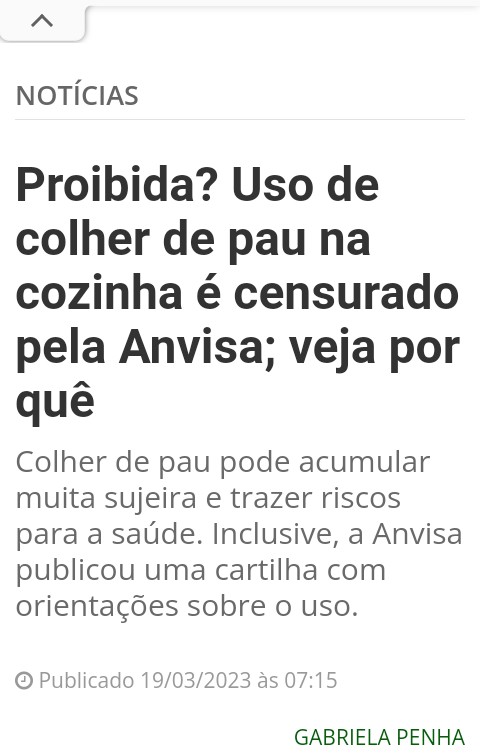 NOTÍCIAS
Proibida? Uso de
colher de pau na
cozinha é censurado
pela Anvisa; veja por
quê
Colher de pau pode acumular
muita sujeira e trazer riscos
para a saúde. Inclusive, a Anvisa
publicou uma cartilha com
orientações sobre o uso.
Publicado 19/03/2023 às 07:15
GABRIELA PENHA